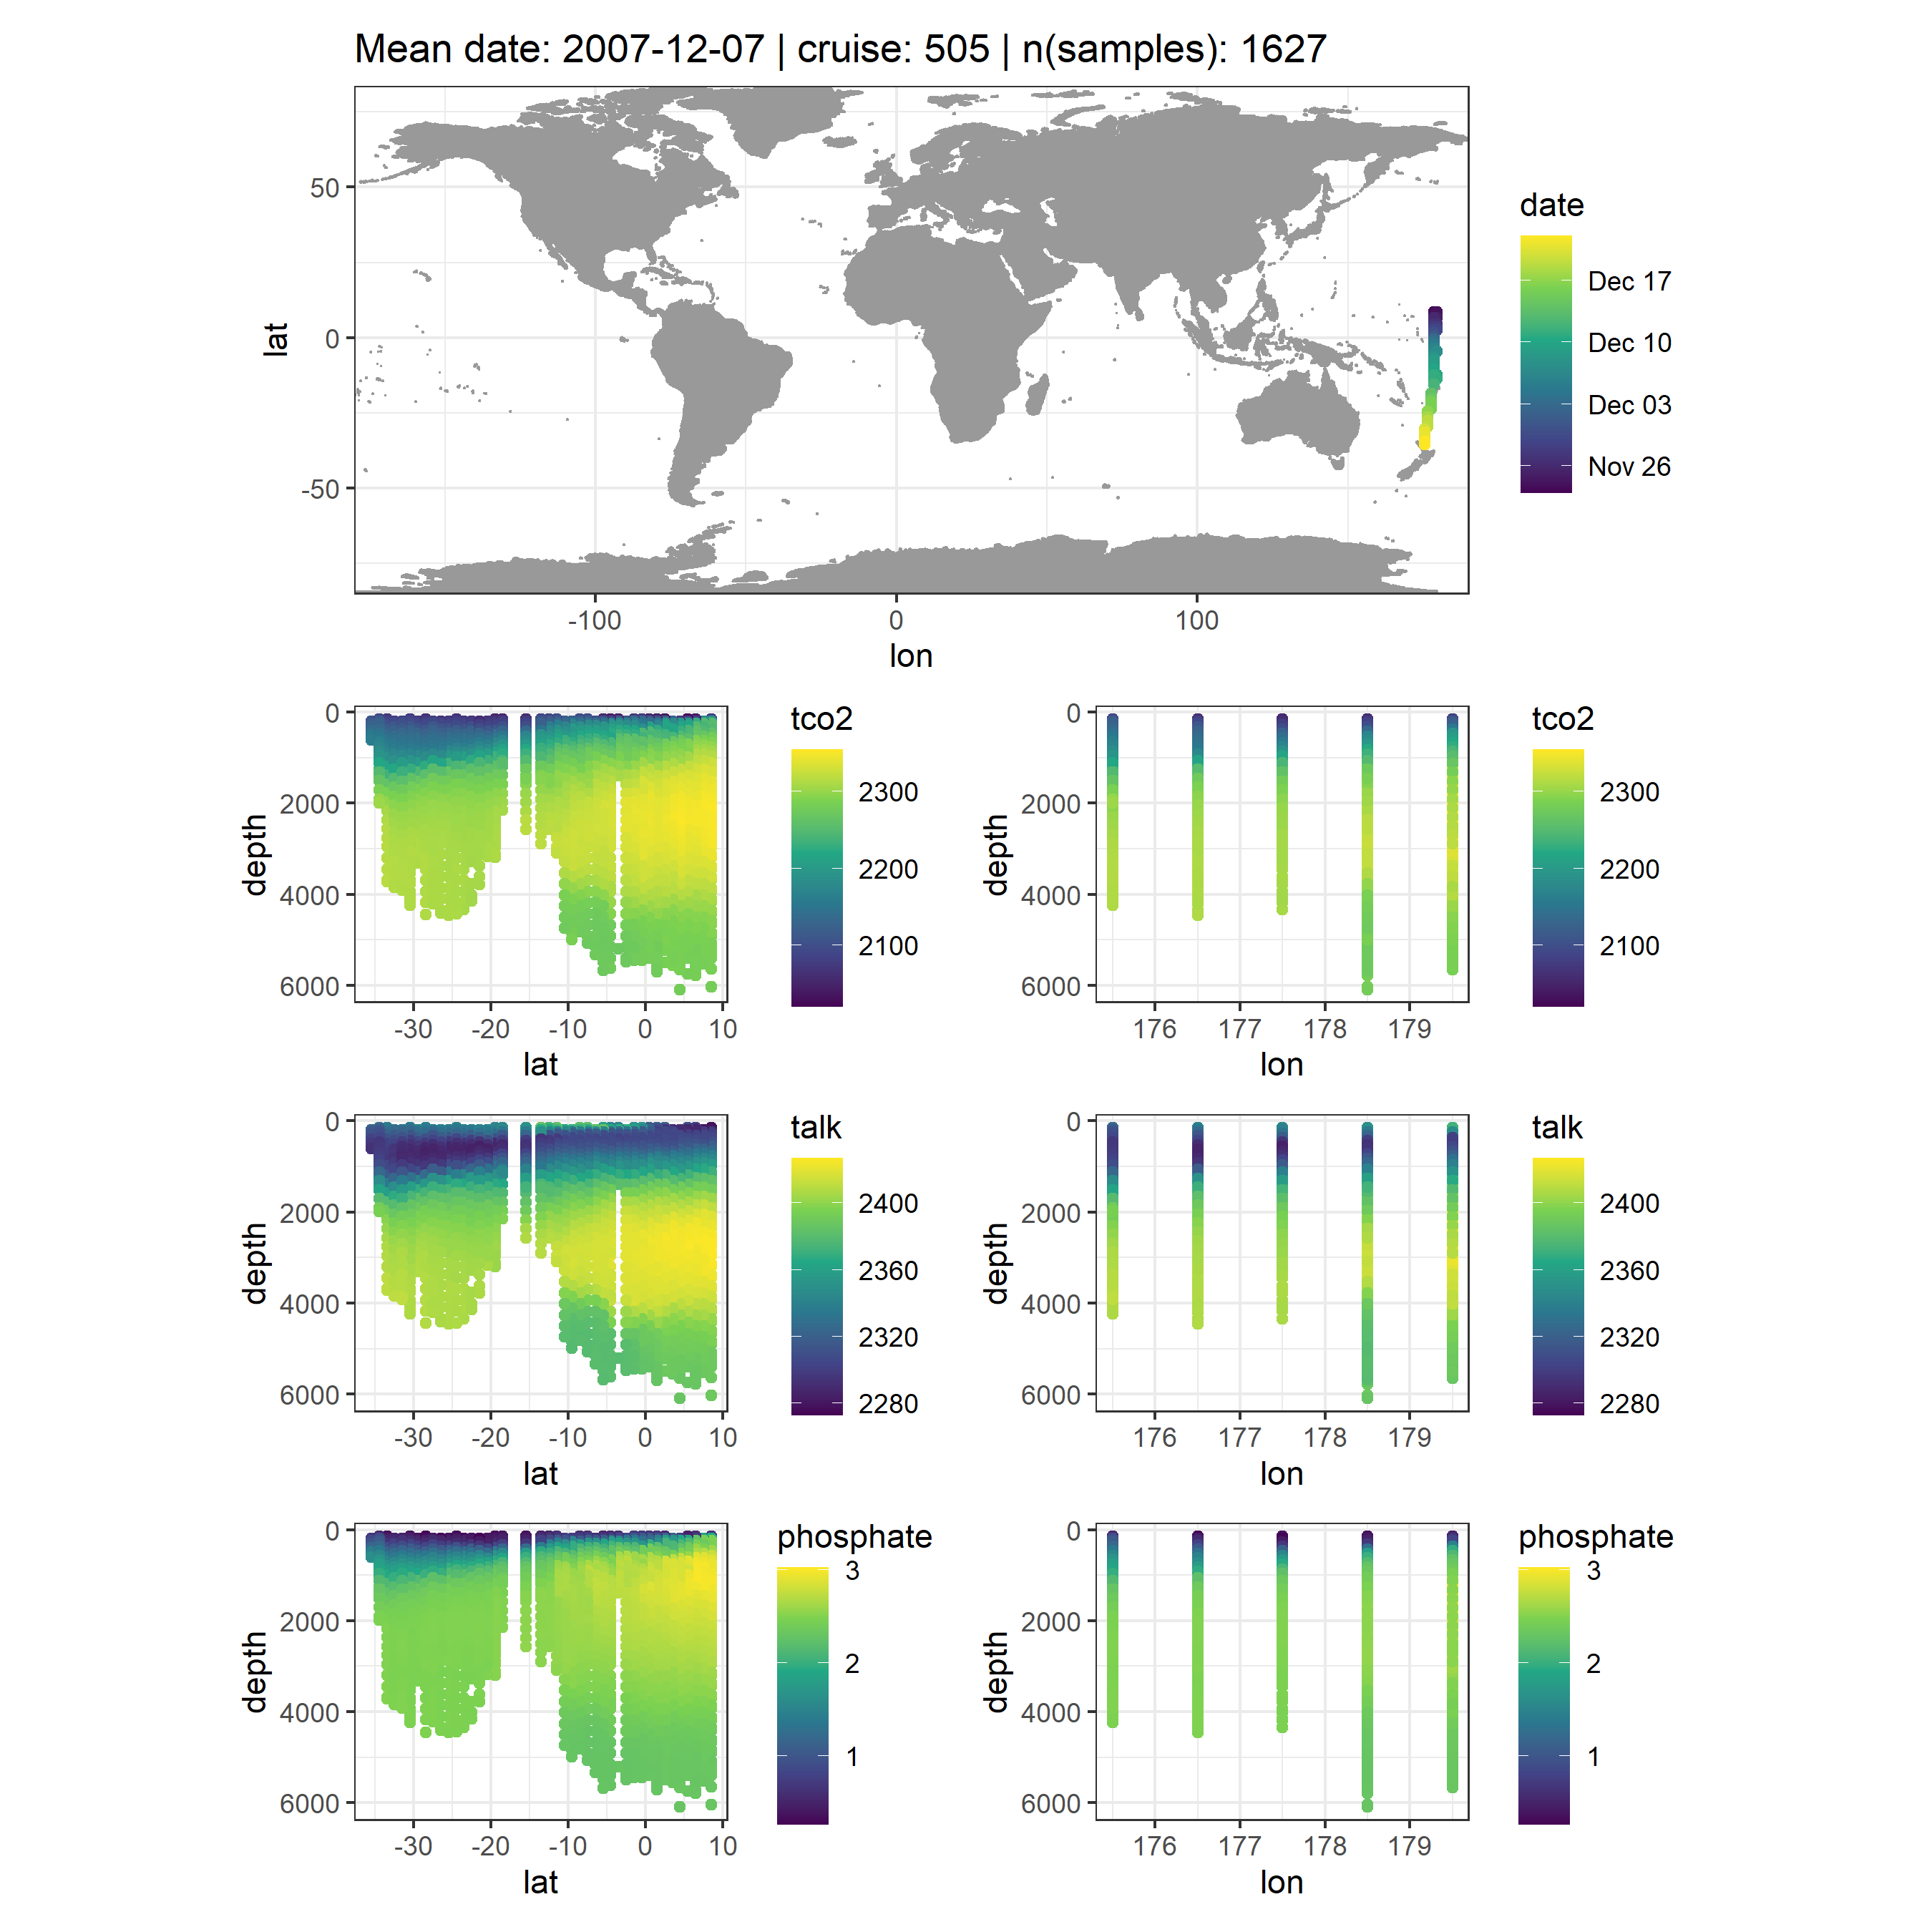 Mean date: 2007-12-07 | cruise: 505 | n(samples): 1627
lat
50
0
-50
-100
0
100
lon
date
Dec 17
Dec 10
Dec 03
Nov 26
depth
0
2000
4000
6000
-30
-20
-10
0
10
lat
tco2
2300
2200
2100
depth
0
2000
4000
6000
176
177
178
179
lon
tco2
2300
2200
2100
depth
0
2000
4000
6000
-30
-20
-10
0
10
lat
talk
2400
2360
2320
2280
depth
0
2000
4000
6000
176
177
178
179
lon
talk
2400
2360
2320
2280
depth
0
2000
4000
6000
-30
-20
-10
0
10
lat
phosphate
3
2
1
depth
0
2000
4000
6000
176
177
178
179
lon
phosphate
3
2
1